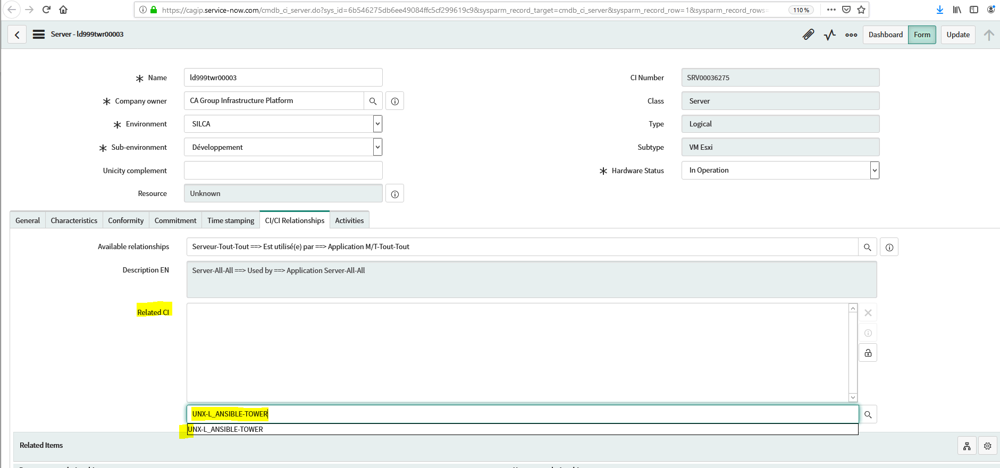 https://cagip.service-now.com/cmdb_ci_server.do?sys_id=6b546275db6ee49084ffc5cf299619c9&sysparm_record_target=cmdb_ci_server&sysparm_record_row=1&sysparm_record_rows=
110 %
Server - ld999twr00003
Dashboard
Form
Update
Name
ld999twr00003
CI Number
SRV00036275
Company owner
CA Group Infrastructure Platform
Class
Server
Environment
SILCA
Type
Logical
Sub-environment
Développement
Subtype
VM Esxi
Unicity complement
Hardware Status
In Operation
Resource
Unknown
General
Characteristics
Conformity
Commitment
Time stamping
CI/CI Relationships
Activities
Available relationships
Serveur-Tout-Tout ==> Est utilisé(e) par ==> Application M/T-Tout-Tout
Description EN
Server-All-All ==> Used by ==> Application Server-All-All
Related CI
UNX-L_ANSIBLE-TOWER
UNX-L_ANSIBLE-TOWER
Related Items